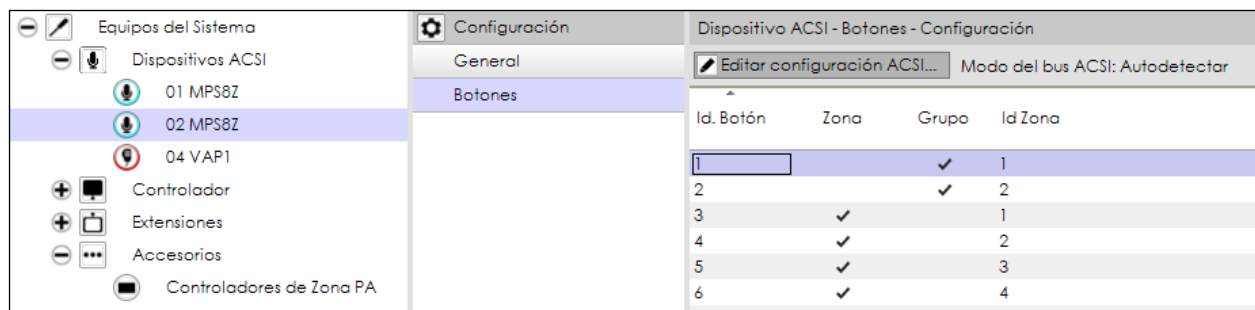 Equipos del Sistema
Dispositivos ACSI
01 MPS8Z
02 MPS8Z
04 VAP1
Controlador
Extensiones
Accesorios
Controladores de Zona PA
Configuración
General
Botones
Dispositivo ACSI - Botones - Configuración
Editar configuración ACSI... Modo del bus ACSI: Autodetectar
Id. Botón Zona Grupo Id Zona
1 ✓ 1
2 ✓ 2
3 ✓ 1
4 ✓ 2
5 ✓ 3
6 ✓ 4